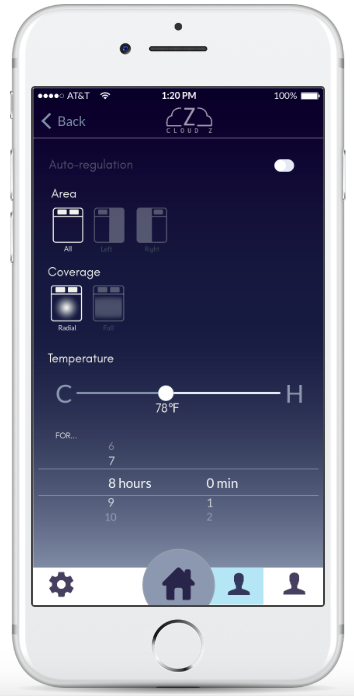 AT&T 1:20 PM 100%
Back
CLOUD Z
Auto-regulation
Area
All Left Right
Coverage
Radial Full
Temperature
C H
78°F
FOR...
6
7
8 hours 0 min
9 1
10 2